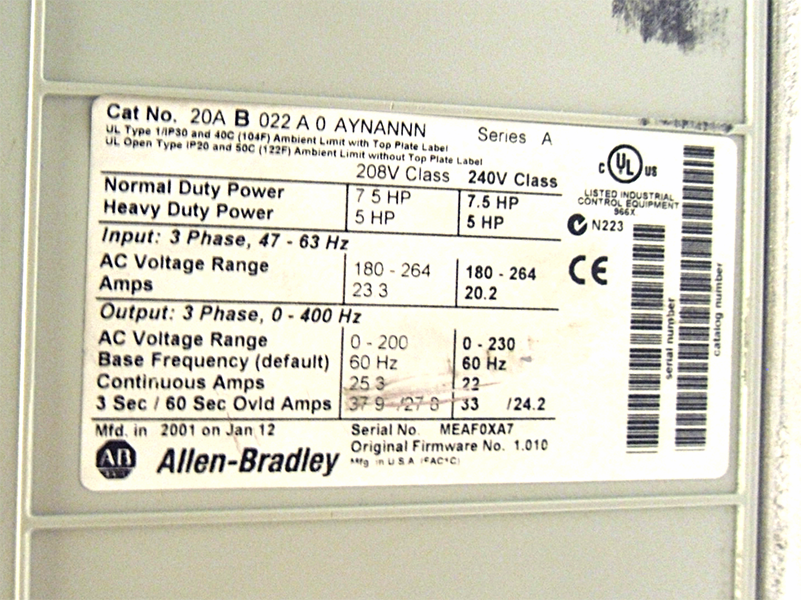 Cat No. 20A B 022 A 0 AYNANNN Series A
UL Type 1/IP30 and 40C (104F) Ambient Limit with Top Plate Label
UL Open Type IP20 and 50C (122F) Ambient Limit without Top Plate Label
208V Class 240V Class
Normal Duty Power 7 5 HP 7.5 HP
Heavy Duty Power 5 HP 5 HP
Input: 3 Phase, 47 - 63 Hz
AC Voltage Range 180 - 264 180 - 264
Amps 23 3 20.2
Output: 3 Phase, 0 - 400 Hz
AC Voltage Range 0 - 200 0 - 230
Base Frequency (default) 60 Hz 60 Hz
Continuous Amps 25 3 22
3 Sec / 60 Sec Ovld Amps 37 9 /27 8 33 /24.2
Mfd. in 2001 on Jan 12 Serial No. MEAF0XA7
Original Firmware No. 1.010
Mfg in U S A (FAC*C)
AB Allen-Bradley
C UL US
LISTED INDUSTRIAL
CONTROL EQUIPMENT
966X
N223
CE
serial number
catalog number